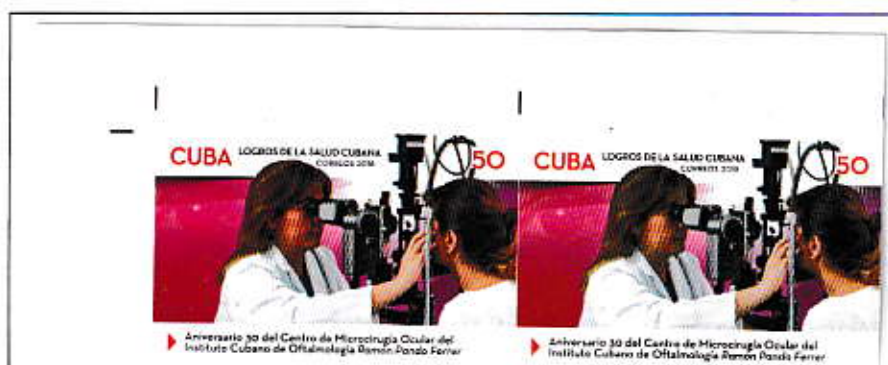 CUBA
LOGROS DE LA SALUD CUBANA
CORREOS 2018
50
Aniversario 30 del Centro de Microcirugía Ocular del
Instituto Cubano de Oftalmología Ramón Pando Ferrer
CUBA
LOGROS DE LA SALUD CUBANA
CORREOS 2018
50
Aniversario 30 del Centro de Microcirugía Ocular del
Instituto Cubano de Oftalmología Ramón Pando Ferrer